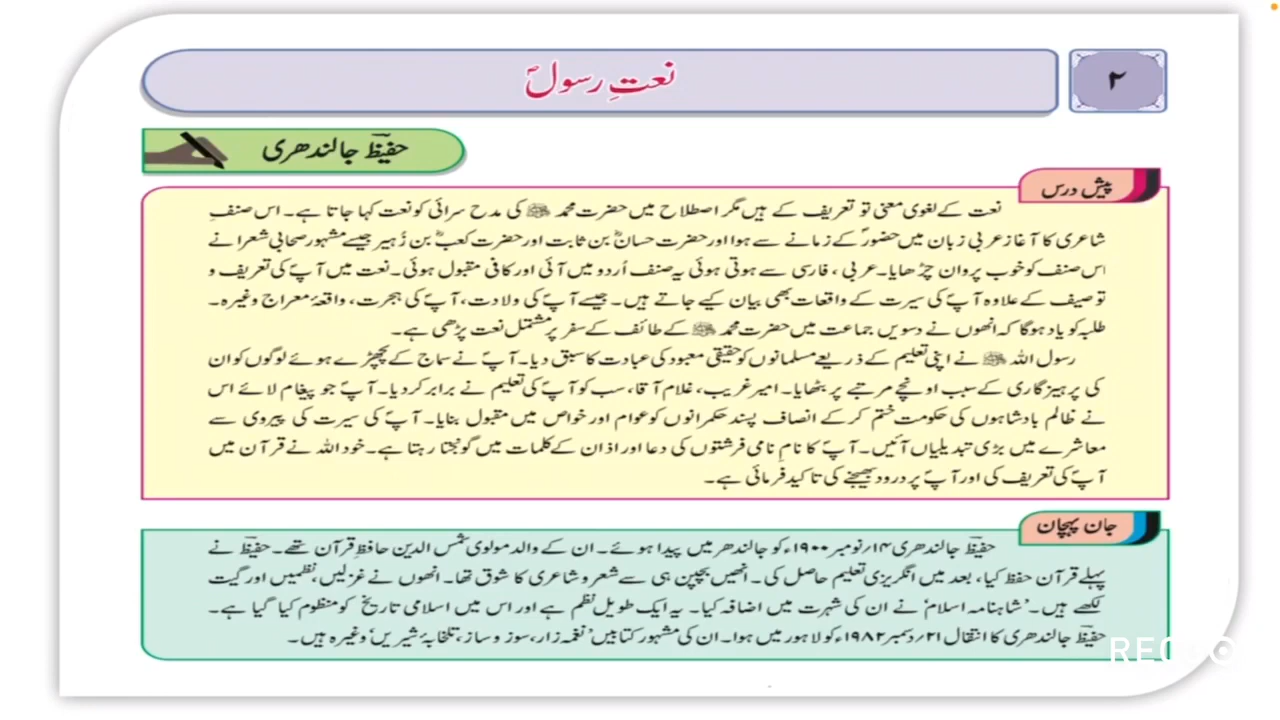 ۲
نعتِ رسولؐ
حفیظؔ جالندھری
پیش درس
نعت کے لغوی معنی تو تعریف کے ہیں مگر اصطلاح میں حضرت محمد ﷺ کی مدح سرائی کو نعت کہا جاتا ہے۔ اس صنفِ
شاعری کا آغاز عربی زبان میں حضورؐ کے زمانے سے ہوا اور حضرت حسانؓ بن ثابت اور حضرت کعبؓ بن زُہیر جیسے مشہور صحابی شعرا نے
اس صنف کو خوب پروان چڑھایا۔ عربی، فارسی سے ہوتی ہوئی یہ صنف اُردو میں آئی اور کافی مقبول ہوئی۔ نعت میں آپؐ کی تعریف و
توصیف کے علاوہ آپؐ کی سیرت کے واقعات بھی بیان کیے جاتے ہیں۔ جیسے آپؐ کی ولادت، آپؐ کی ہجرت، واقعۂ معراج وغیرہ۔
طلبہ کو یاد ہوگا کہ انھوں نے دسویں جماعت میں حضرت محمد ﷺ کے طائف کے سفر پر مشتمل نعت پڑھی ہے۔
رسول اللہ ﷺ نے اپنی تعلیم کے ذریعے مسلمانوں کو حقیقی معبود کی عبادت کا سبق دیا۔ آپؐ نے سماج کے بچھڑے ہوئے لوگوں کو ان
کی پرہیزگاری کے سبب اونچے مرتبے پر بٹھایا۔ امیر غریب، غلام آقا، سب کو آپؐ کی تعلیم نے برابر کردیا۔ آپؐ جو پیغام لائے اس
نے ظالم بادشاہوں کی حکومت ختم کرکے انصاف پسند حکمرانوں کو عوام اور خواص میں مقبول بنایا۔ آپؐ کی سیرت کی پیروی سے
معاشرے میں بڑی تبدیلیاں آئیں۔ آپؐ کا نامِ نامی فرشتوں کی دعا اور اذان کے کلمات میں گونجتا رہتا ہے۔ خود اللہ نے قرآن میں
آپؐ کی تعریف کی اور آپؐ پر درود بھیجنے کی تاکید فرمائی ہے۔
جان پہچان
حفیظؔ جالندھری ۱۴؍نومبر ۱۹۰۰ء کو جالندھر میں پیدا ہوئے۔ ان کے والد مولوی شمس الدین حافظِ قرآن تھے۔ حفیظؔ نے
پہلے قرآن حفظ کیا، بعد میں انگریزی تعلیم حاصل کی۔ انھیں بچپن ہی سے شعر و شاعری کا شوق تھا۔ انھوں نے غزلیں، نظمیں اور گیت
لکھے ہیں۔ 'شاہنامہ اسلام' نے ان کی شہرت میں اضافہ کیا۔ یہ ایک طویل نظم ہے اور اس میں اسلامی تاریخ کو منظوم کیا گیا ہے۔
حفیظؔ جالندھری کا انتقال ۲۱؍دسمبر ۱۹۸۲ء کو لاہور میں ہوا۔ ان کی مشہور کتابیں 'نغمہ زار، سوز و ساز، تلخابۂ شیریں' وغیرہ ہیں۔